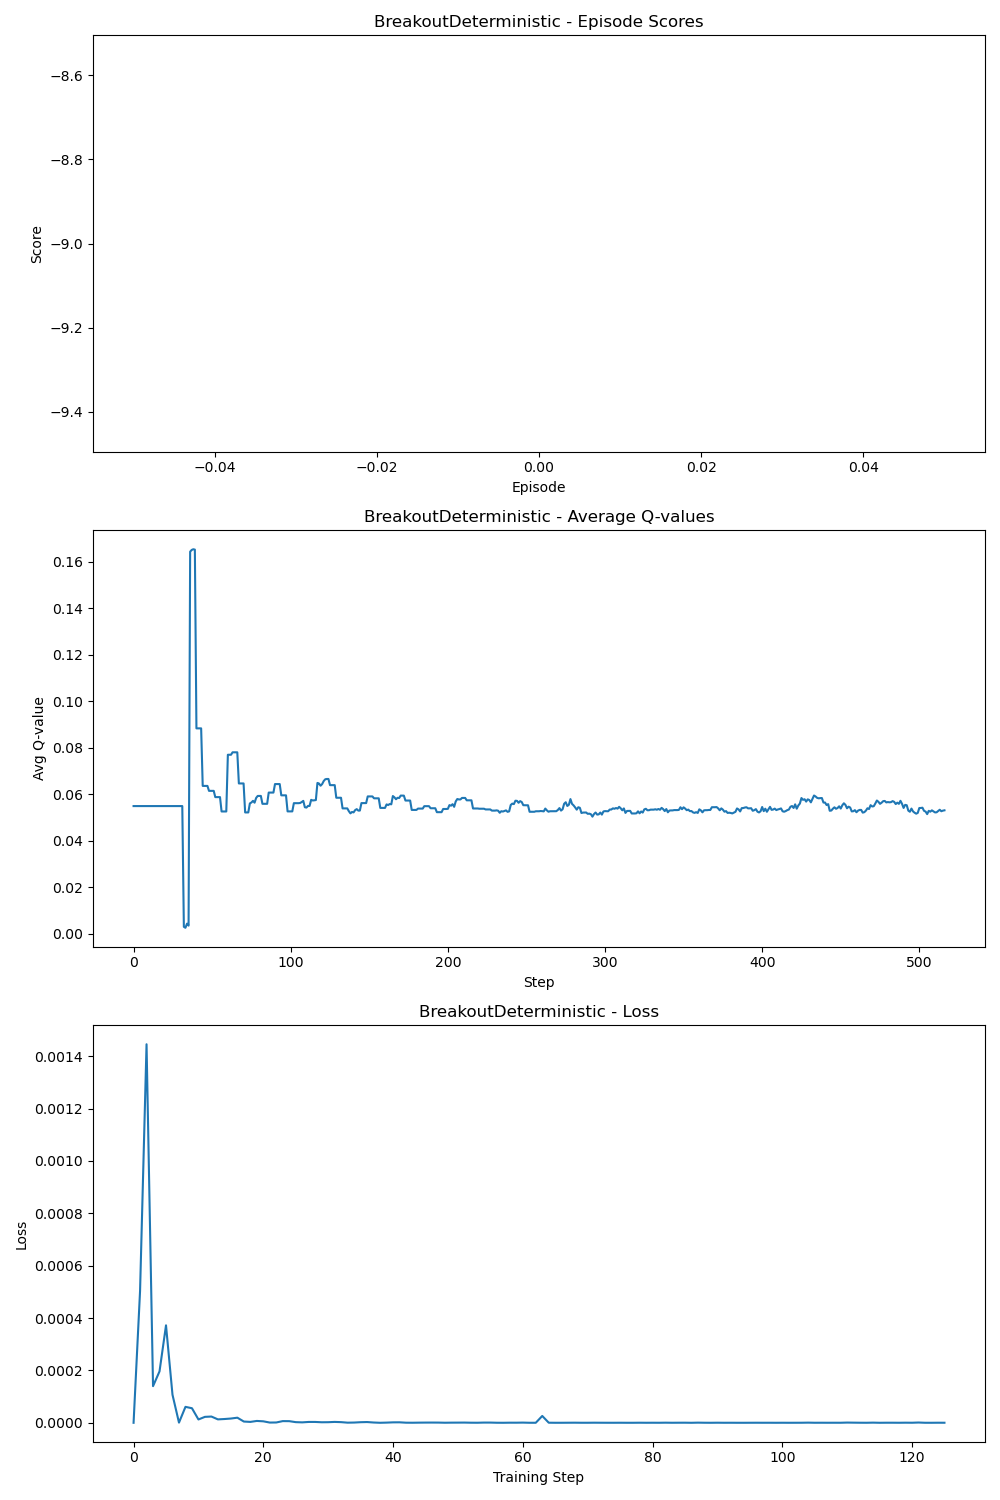 BreakoutDeterministic - Episode Scores
−8.6
−8.8
−9.0
−9.2
−9.4
Score
−0.04 −0.02 0.00 0.02 0.04
Episode
BreakoutDeterministic - Average Q-values
0.16
0.14
0.12
0.10
0.08
0.06
0.04
0.02
0.00
Avg Q-value
0 100 200 300 400 500
Step
BreakoutDeterministic - Loss
0.0014
0.0012
0.0010
0.0008
0.0006
0.0004
0.0002
0.0000
Loss
0 20 40 60 80 100 120
Training Step